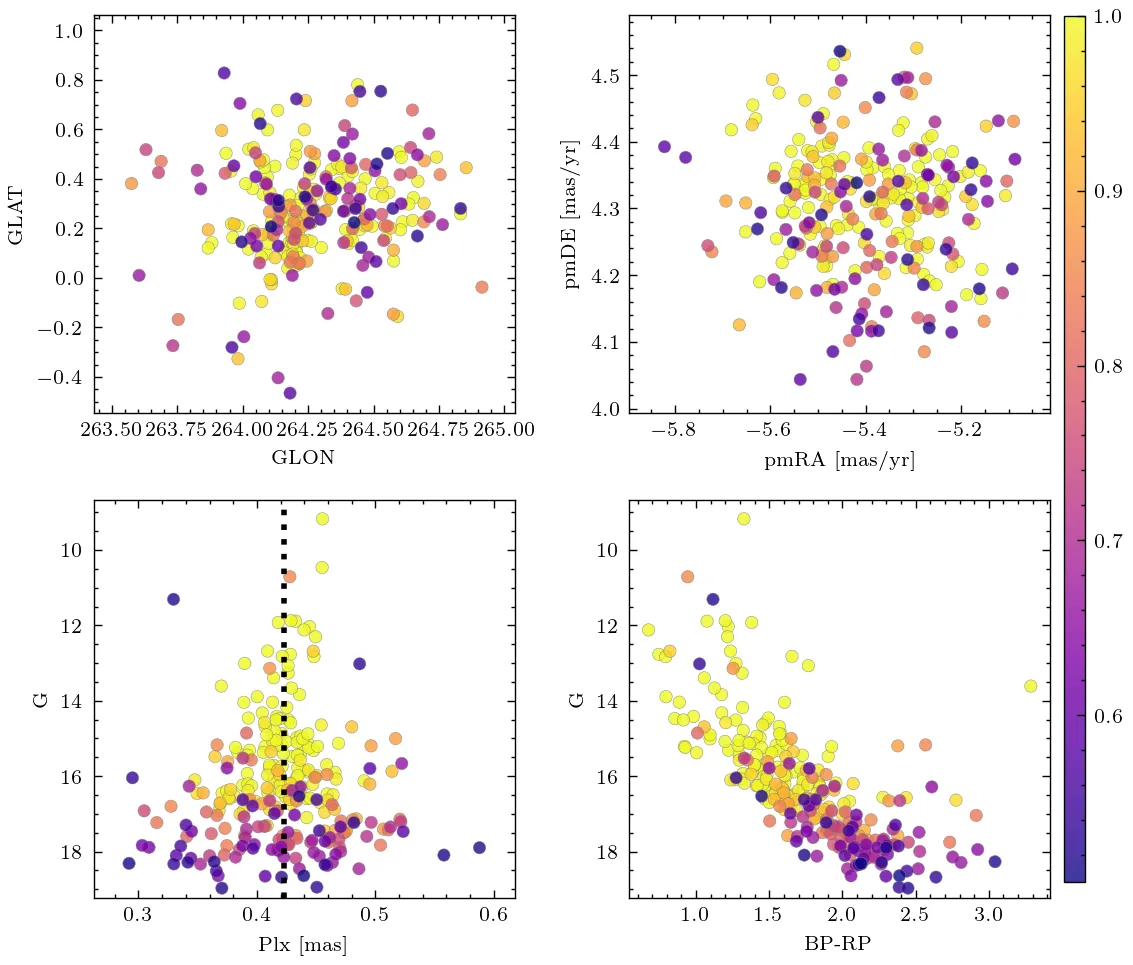 1.0
0.8
0.6
0.4
0.2
0.0
−0.2
−0.4
GLAT
263.50 263.75 264.00 264.25 264.50 264.75 265.00
GLON
4.5
4.4
4.3
4.2
4.1
4.0
pmDE [mas/yr]
−5.8 −5.6 −5.4 −5.2
pmRA [mas/yr]
1.0
0.9
0.8
0.7
0.6
10
12
14
16
18
G
0.3 0.4 0.5 0.6
Plx [mas]
10
12
14
16
18
G
1.0 1.5 2.0 2.5 3.0
BP-RP